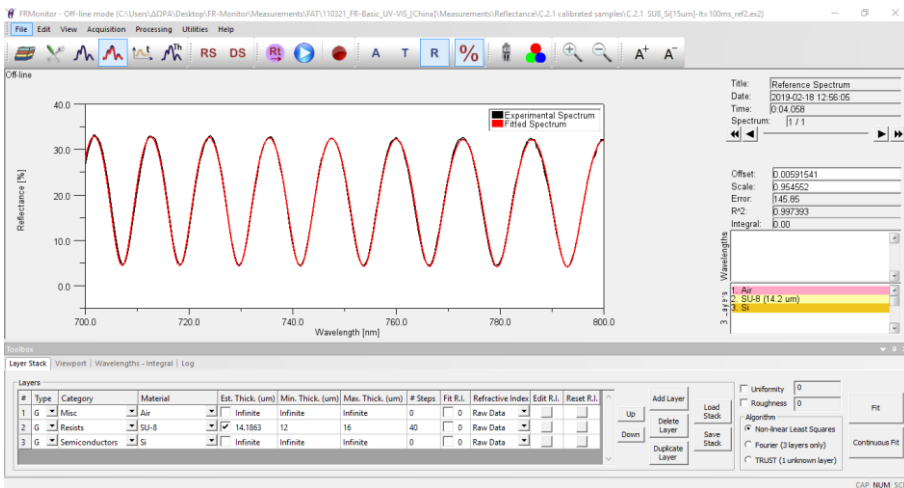 FRMonitor - Off-line mode (C:\Users\ΔΩΡΑ\Desktop\FR-Monitor\Measurements\FAT\110321_FR-Basic_UV-VIS_[China]\Measurements\Reflectance\C.2.1 calibrated samples\C.2.1 SU8_Si[15um]-It=100ms_ref2.ex2)
File Edit View Acquisition Processing Utilities Help
RS DS Rt A T R % A+ A-
Off-line
Title: Reference Spectrum
Date: 2019-02-18 12:56:05
Time: 0:04.058
Spectrum: 1 / 1
Offset: 0.00591541
Scale: 0.954552
Error: 145.85
R^2: 0.997393
Integral: 0.00
Wavelengths
3 Layers
1. Air
2. SU-8 (14.2 um)
3. Si
Experimental Spectrum
Fitted Spectrum
Reflectance [%]
40.0
30.0
20.0
10.0
0.0
700.0 720.0 740.0 760.0 780.0 800.0
Wavelength [nm]
Toolbox
Layer Stack Viewport Wavelengths - Integral Log
Layers
# Type Category Material Est. Thick. (um) Min. Thick. (um) Max. Thick. (um) # Steps Fit R.I. Refractive Index Edit R.I. Reset R.I.
1 G Misc Air Infinite Infinite Infinite 0 0 Raw Data
2 G Resists SU-8 14.1863 12 16 40 0 Raw Data
3 G Semiconductors Si Infinite Infinite Infinite 0 0 Raw Data
Up
Down
Add Layer
Delete Layer
Duplicate Layer
Load Stack
Save Stack
Uniformity 0
Roughness 0
Algorithm
Non-linear Least Squares
Fourier (3 layers only)
TRUST (1 unknown layer)
Fit
Continuous Fit
CAP NUM SC